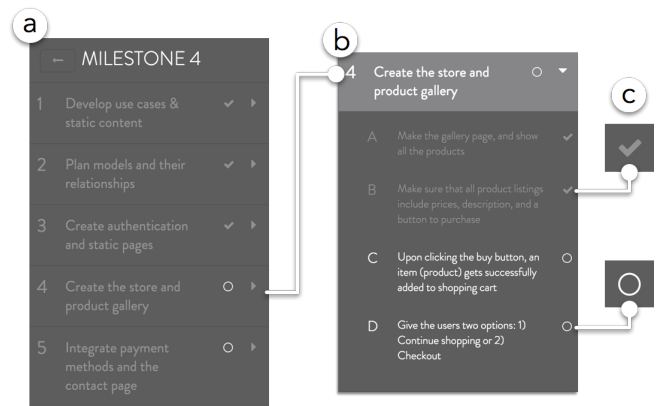 a
← MILESTONE 4
1 Develop use cases &
static content
2 Plan models and their
relationships
3 Create authentication
and static pages
4 Create the store and
product gallery
5 Integrate payment
methods and the
contact page
b
4 Create the store and
product gallery
A Make the gallery page, and show
all the products
B Make sure that all product listings
include prices, description, and a
button to purchase
C Upon clicking the buy button, an
item (product) gets successfully
added to shopping cart
D Give the users two options: 1)
Continue shopping or 2)
Checkout
c